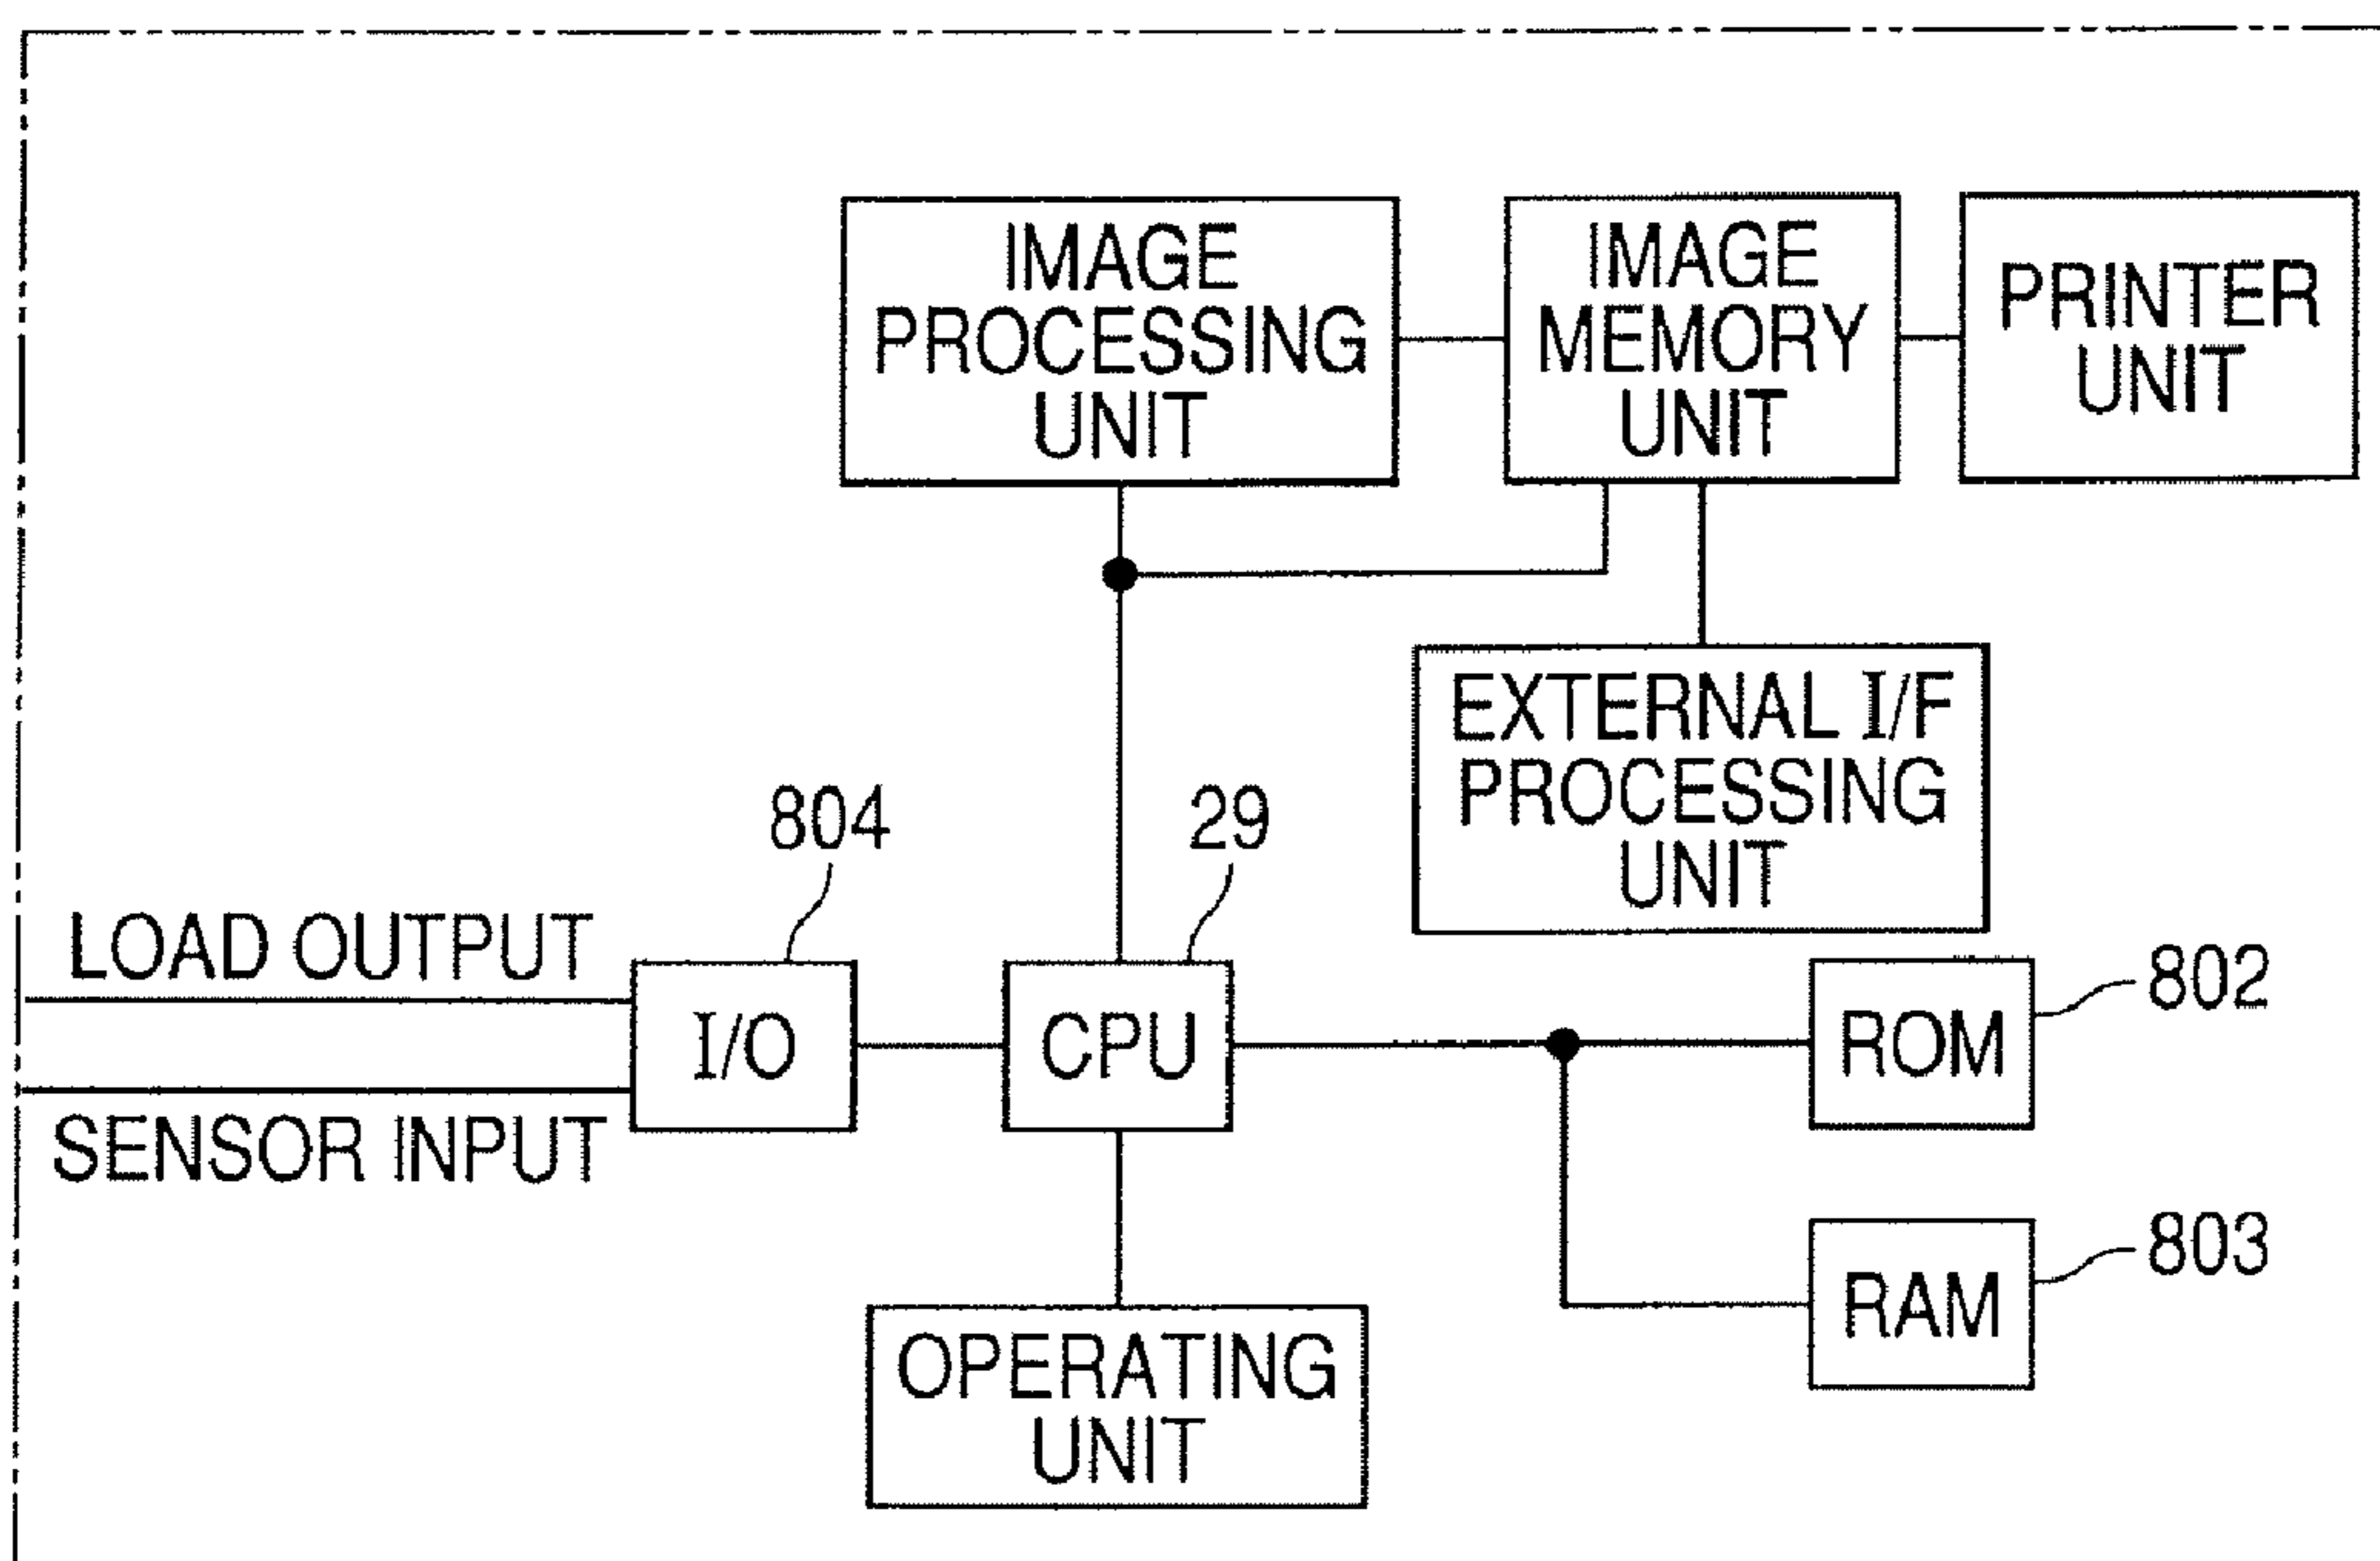 IMAGE
PROCESSING
UNIT
IMAGE
MEMORY
UNIT
PRINTER
UNIT
EXTERNAL I/F
PROCESSING
UNIT
804
29
LOAD OUTPUT
I/O
CPU
ROM
802
SENSOR INPUT
RAM
803
OPERATING
UNIT